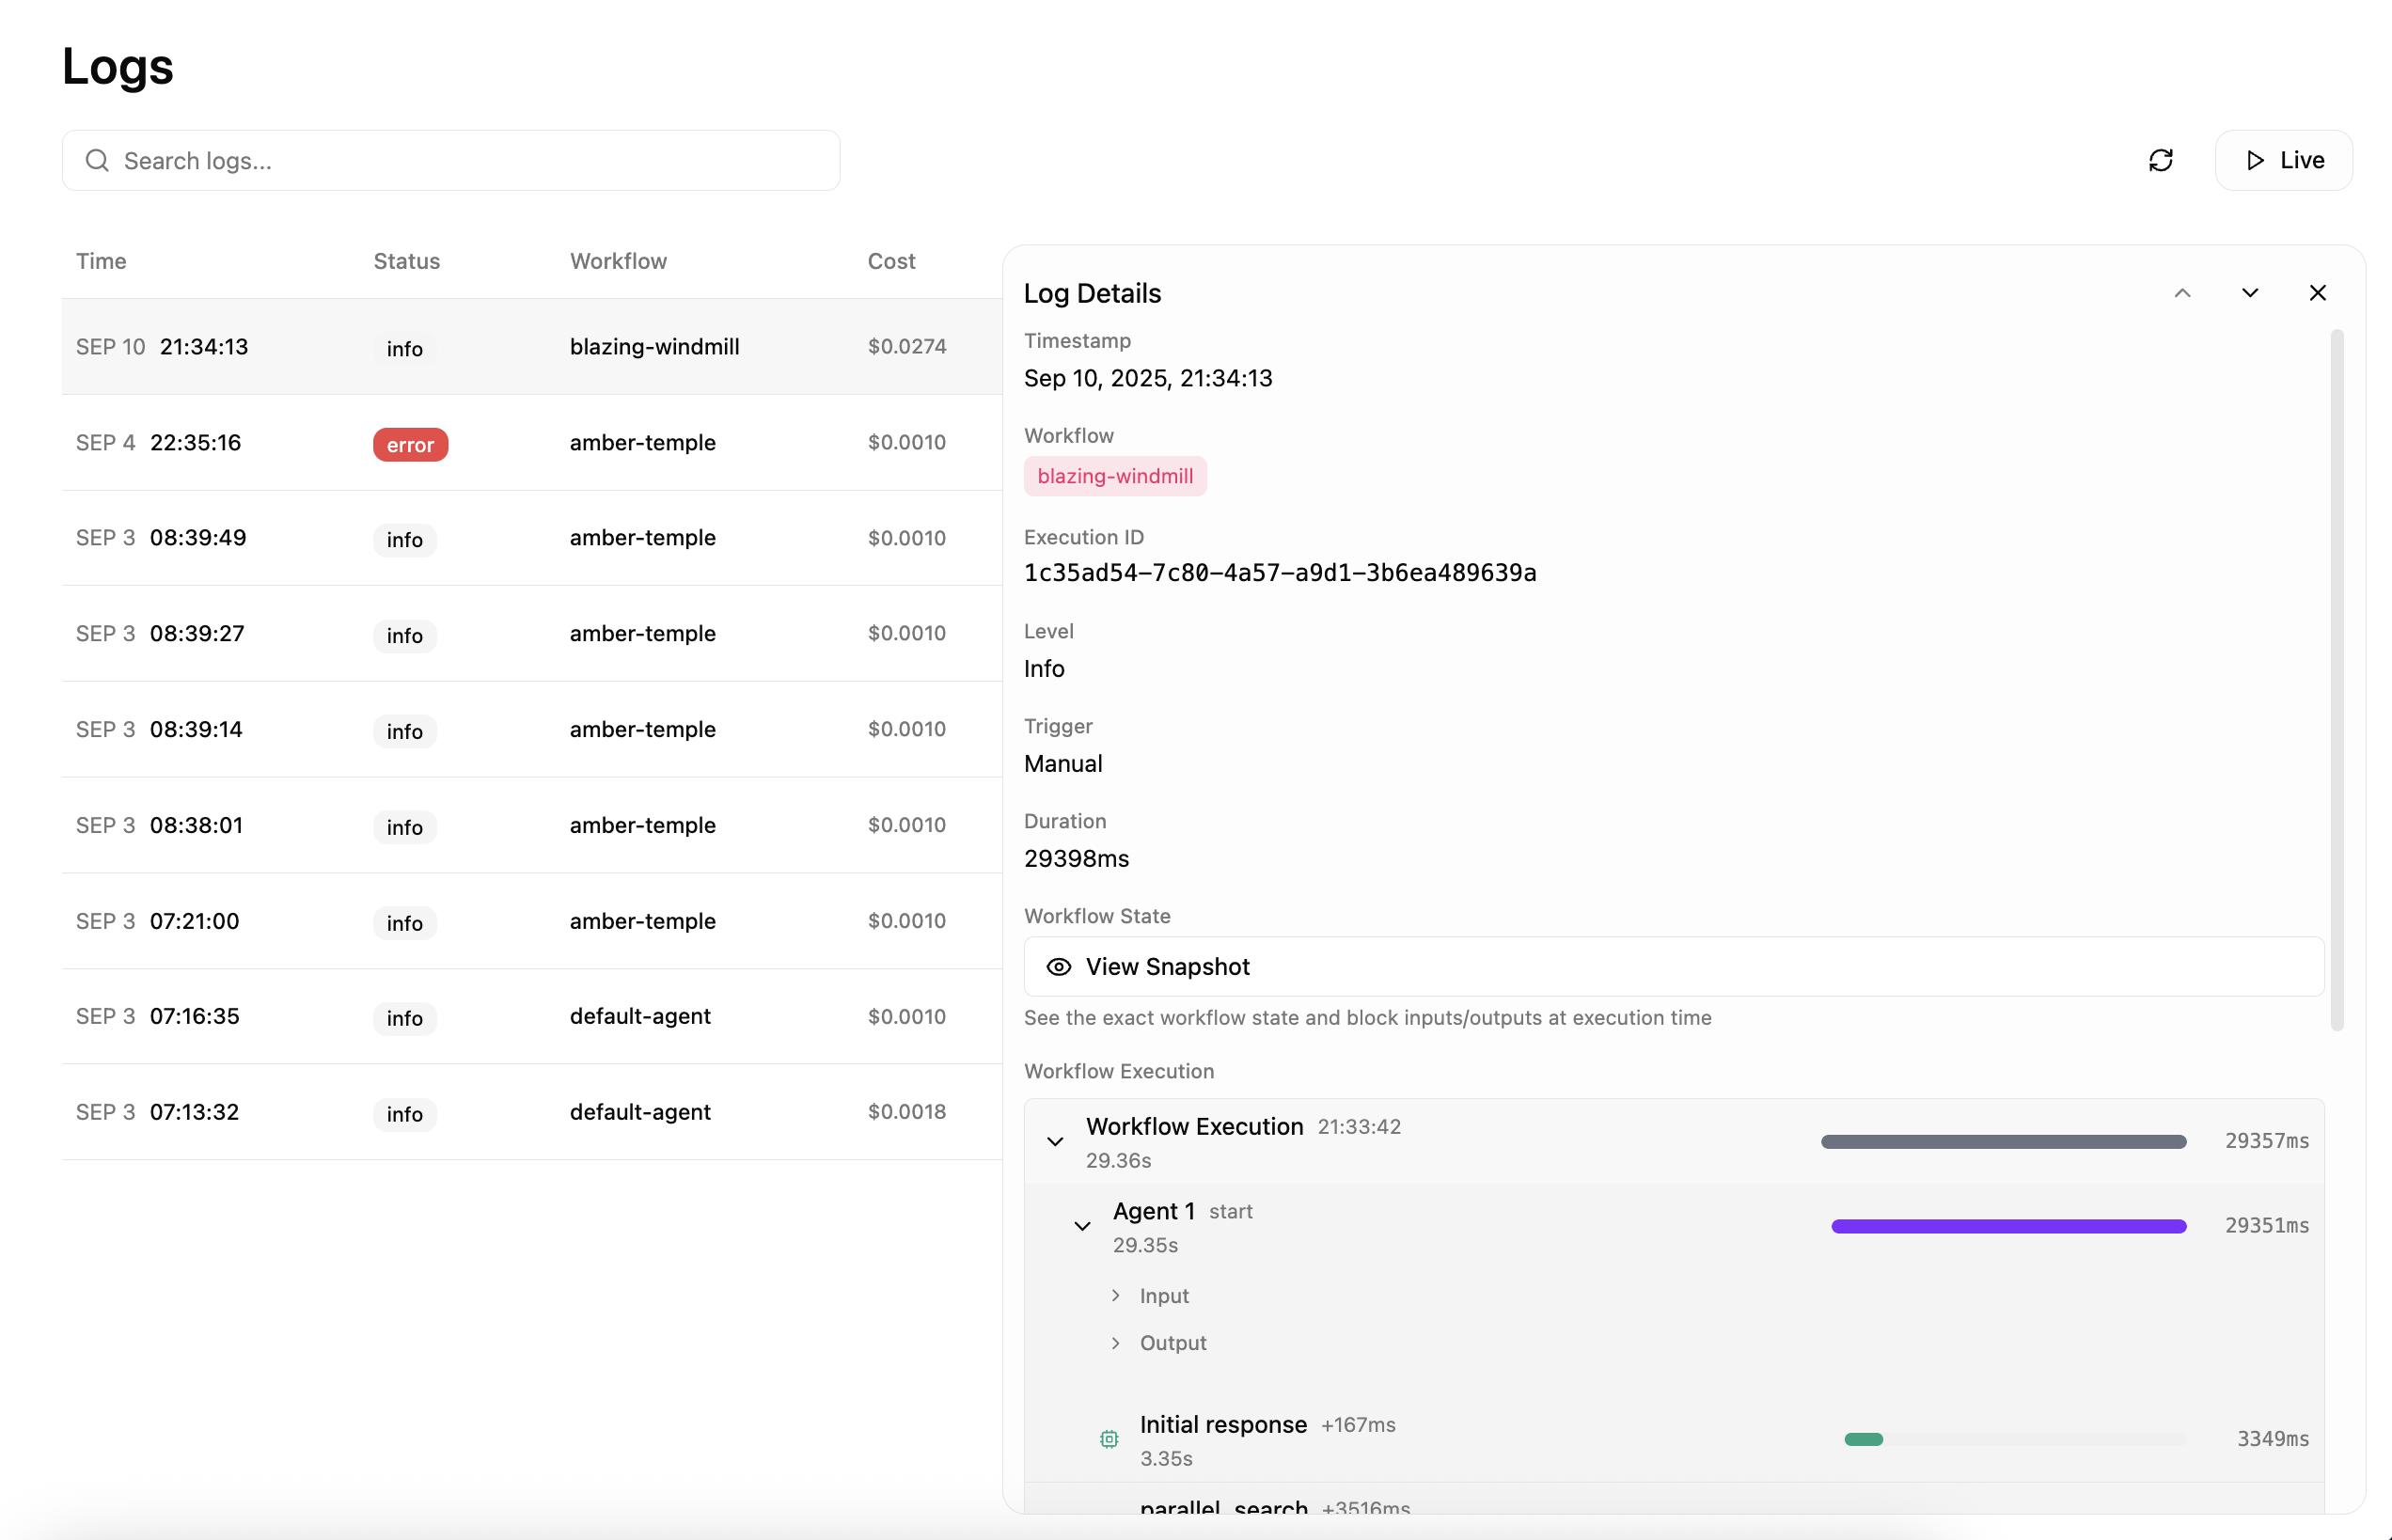 Logs
Search logs...
Live
Time Status Workflow Cost
SEP 10 21:34:13 info blazing-windmill $0.0274
SEP 4 22:35:16 error amber-temple $0.0010
SEP 3 08:39:49 info amber-temple $0.0010
SEP 3 08:39:27 info amber-temple $0.0010
SEP 3 08:39:14 info amber-temple $0.0010
SEP 3 08:38:01 info amber-temple $0.0010
SEP 3 07:21:00 info amber-temple $0.0010
SEP 3 07:16:35 info default-agent $0.0010
SEP 3 07:13:32 info default-agent $0.0018
Log Details
Timestamp
Sep 10, 2025, 21:34:13
Workflow
blazing-windmill
Execution ID
1c35ad54-7c80-4a57-a9d1-3b6ea489639a
Level
Info
Trigger
Manual
Duration
29398ms
Workflow State
View Snapshot
See the exact workflow state and block inputs/outputs at execution time
Workflow Execution
Workflow Execution 21:33:42
29.36s
29357ms
Agent 1 start
29.35s
29351ms
Input
Output
Initial response +167ms
3.35s
3349ms
parallel_search +3516ms